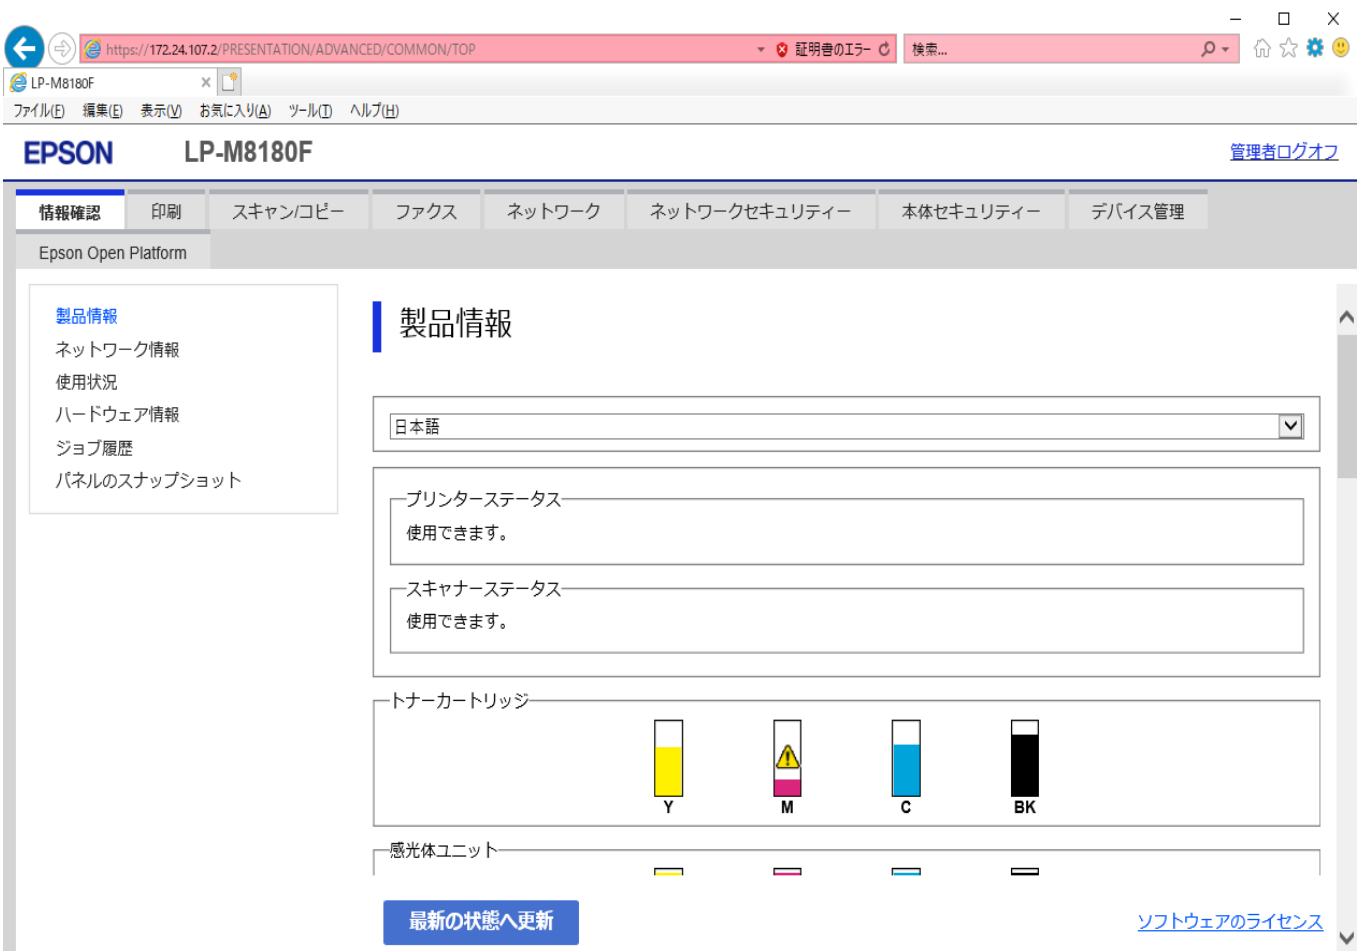 https://172.24.107.2/PRESENTATION/ADVANCED/COMMON/TOP 証明書のエラー 検索...
LP-M8180F
ファイル(F) 編集(E) 表示(V) お気に入り(A) ツール(T) ヘルプ(H)
EPSON LP-M8180F 管理者ログオフ
情報確認 印刷 スキャン/コピー ファクス ネットワーク ネットワークセキュリティー 本体セキュリティー デバイス管理
Epson Open Platform
製品情報
ネットワーク情報
使用状況
ハードウェア情報
ジョブ履歴
パネルのスナップショット
製品情報
日本語
プリンターステータス
使用できます。
スキャナーステータス
使用できます。
トナーカートリッジ
Y M C BK
感光体ユニット
最新の状態へ更新 ソフトウェアのライセンス